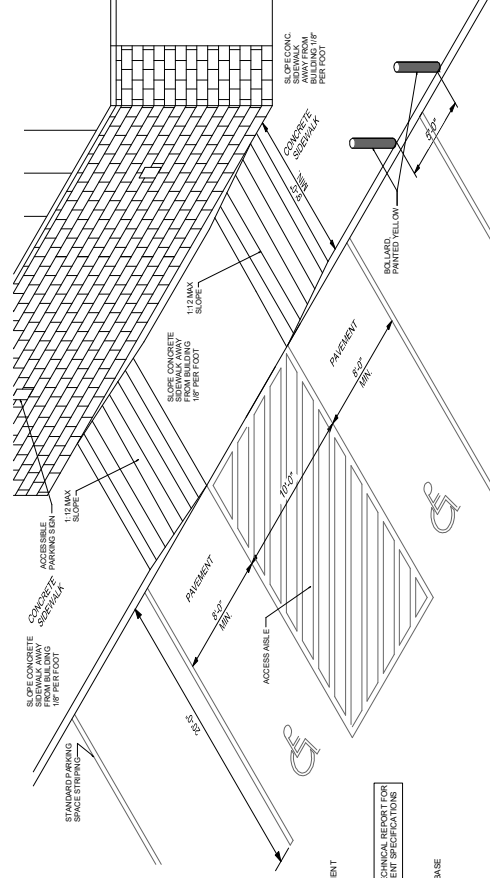 SLOPE CONC.
SIDEWALK
AWAY FROM
BUILDING 1/8"
PER FOOT
CONCRETE
SIDEWALK
5'-0"
BOLLARD,
PAINTED YELLOW
1:12 MAX
SLOPE
SLOPE CONCRETE
SIDEWALK AWAY
FROM BUILDING
1/8" PER FOOT
PAVEMENT
8'-0"
MIN.
10'-0"
ACCESSIBLE
PARKING SIGN
1:12 MAX
SLOPE
CONCRETE
SIDEWALK
PAVEMENT
8'-0"
MIN.
ACCESS AISLE
SLOPE CONCRETE
SIDEWALK AWAY
FROM BUILDING
1/8" PER FOOT
STANDARD PARKING
SPACE STRIPING
MENT
CHNICAL REPORT FOR
ENT SPECIFICATIONS
BASE